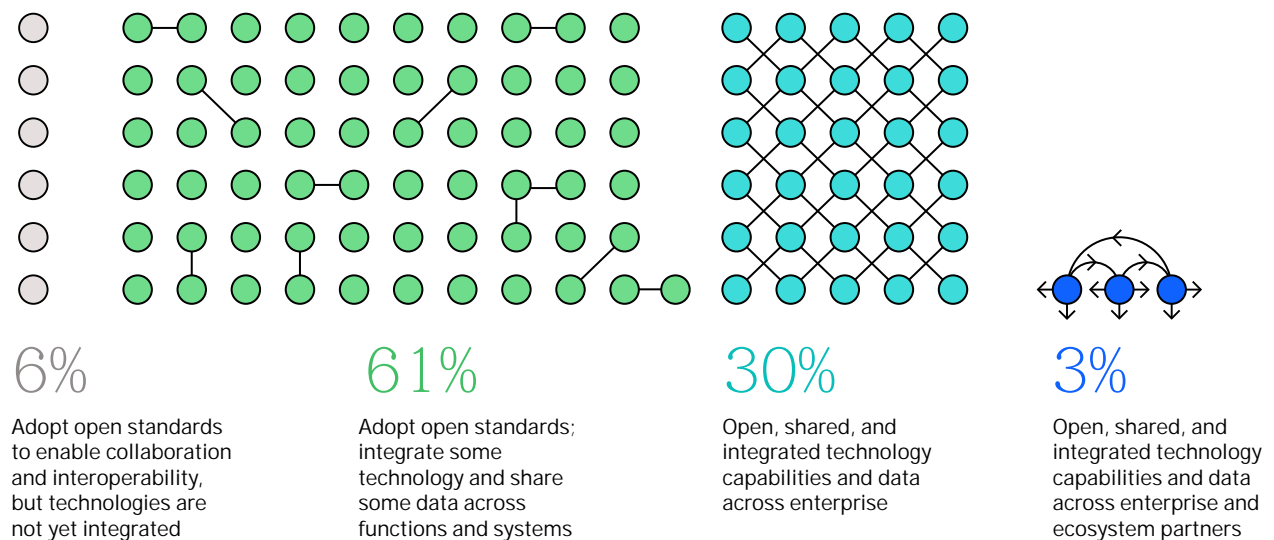 6%
Adopt open standards
to enable collaboration
and interoperability,
but technologies are
not yet integrated
61%
Adopt open standards;
integrate some
technology and share
some data across
functions and systems
30%
Open, shared, and
integrated technology
capabilities and data
across enterprise
3%
Open, shared, and
integrated technology
capabilities and data
across enterprise and
ecosystem partners